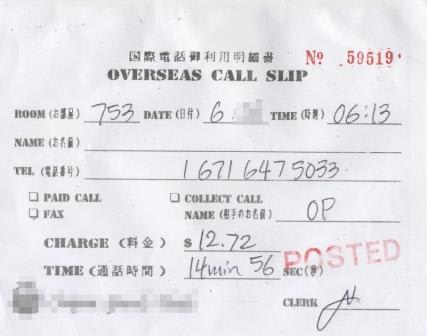 国際電話御利用明細書 Nº 59519
OVERSEAS CALL SLIP
ROOM (お部屋) 753 DATE (日付) 6 TIME (時刻) 06:13
NAME (お名前)
TEL (電話番号) 1 671 647 5033
☐ PAID CALL ☐ COLLECT CALL
☐ FAX NAME (相手のお名前) OP
CHARGE (料金) $ 12.72
TIME (通話時間) 14min 56 SEC(秒) POSTED
CLERK